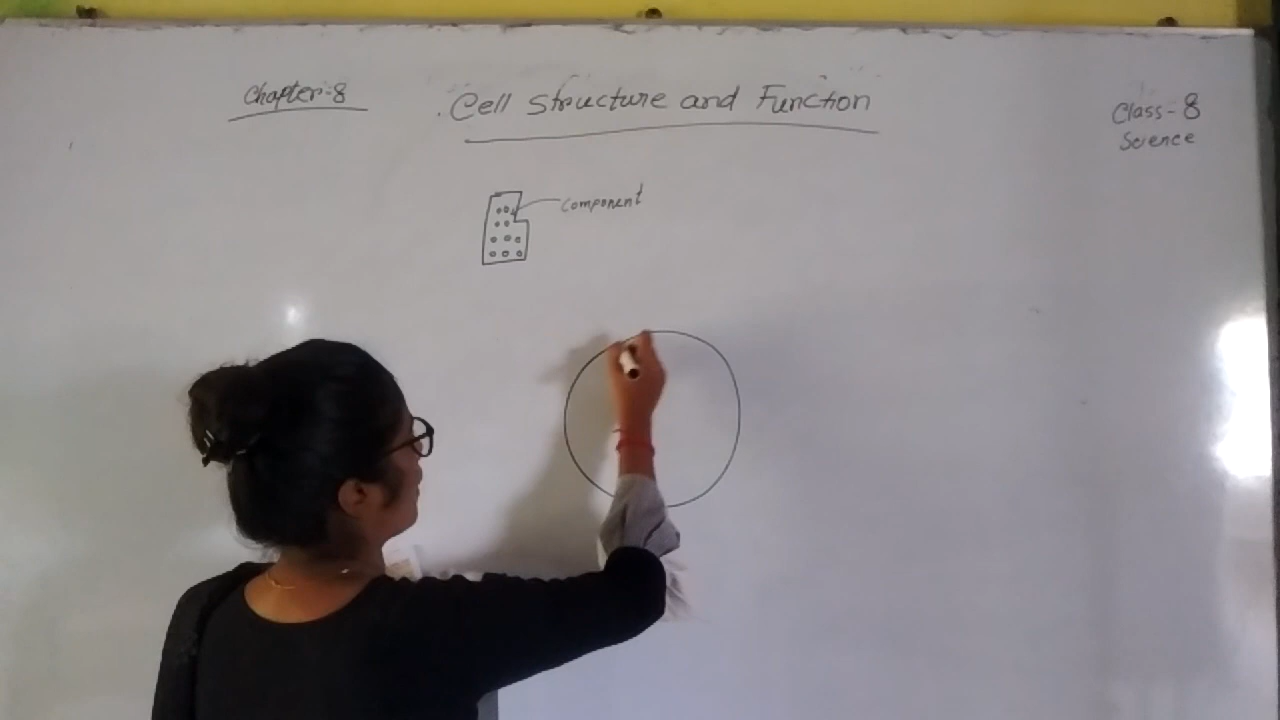 Chapter:8
Cell Structure and Function
Class-8
Science
Component